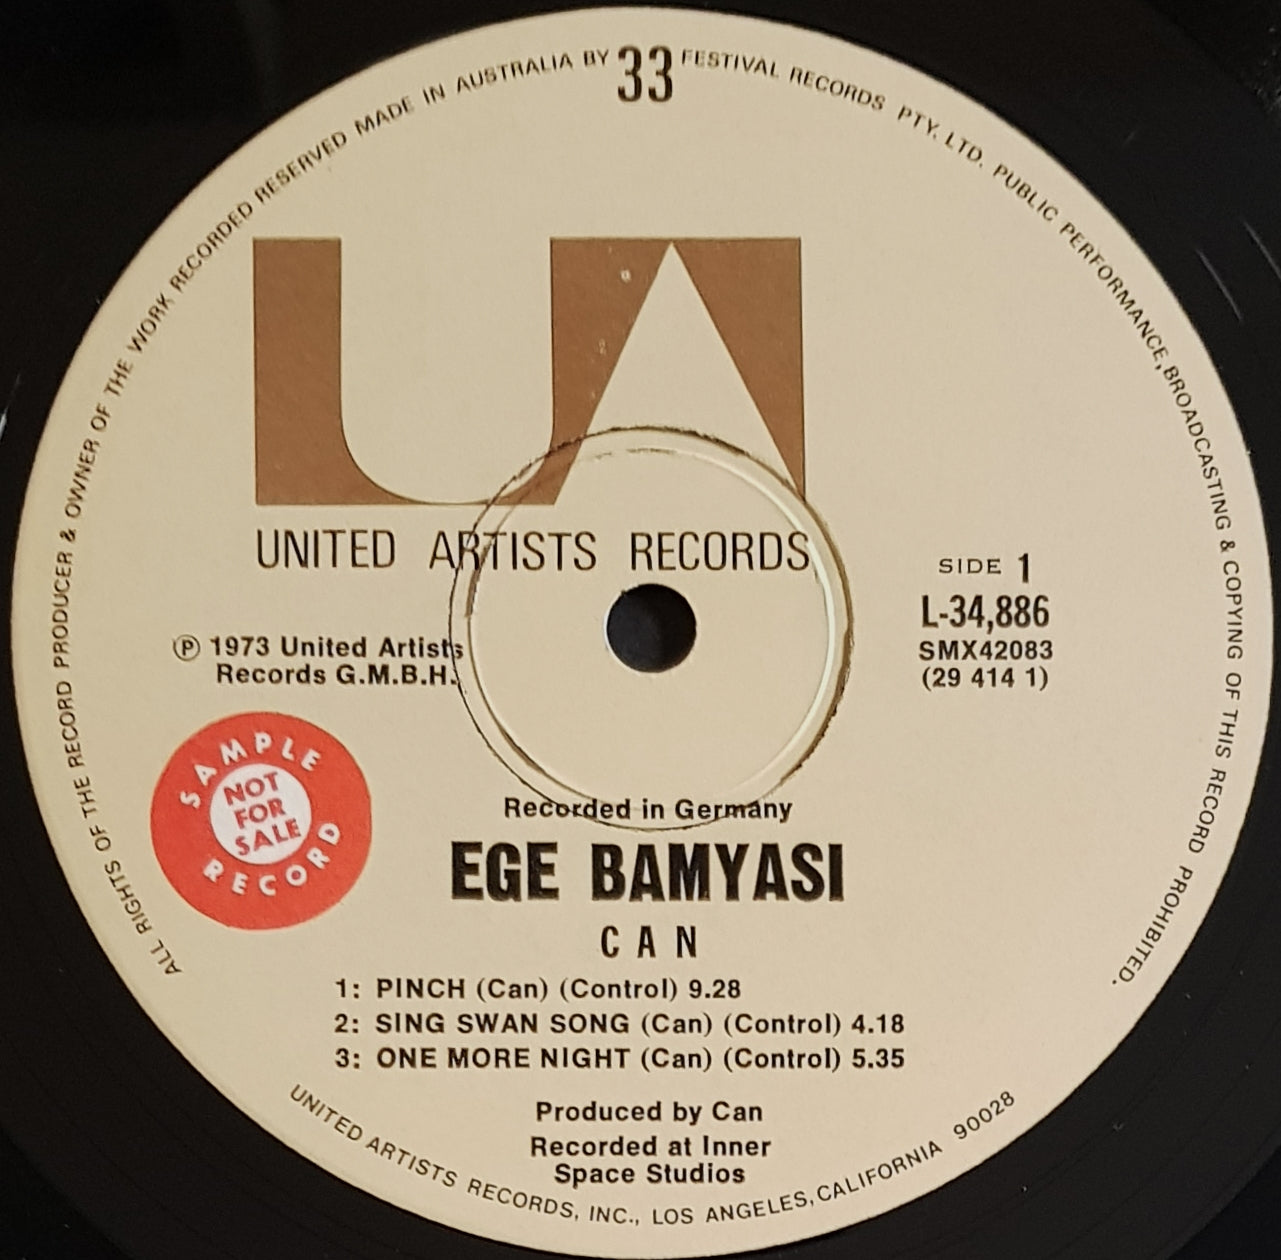 ALL RIGHTS OF THE RECORD PRODUCER & OWNER OF THE WORK RECORDED RESERVED MADE IN AUSTRALIA BY 33 FESTIVAL RECORDS PTY. LTD. PUBLIC PERFORMANCE, BROADCASTING & COPYING OF THIS RECORD PROHIBITED.
UA
UNITED ARTISTS RECORDS
SIDE 1
L-34,886
SMX42083
(29 414 1)
℗ 1973 United Artists
Records G.M.B.H.
SAMPLE
NOT
FOR
SALE
RECORD
Recorded in Germany
EGE BAMYASI
CAN
1: PINCH (Can) (Control) 9.28
2: SING SWAN SONG (Can) (Control) 4.18
3: ONE MORE NIGHT (Can) (Control) 5.35
Produced by Can
Recorded at Inner
Space Studios
UNITED ARTISTS RECORDS, INC., LOS ANGELES, CALIFORNIA 90028